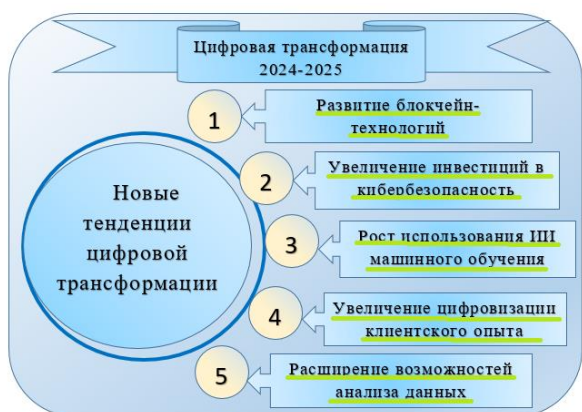 Цифровая трансформация
2024-2025
1
Развитие блокчейн-
технологий
2
Увеличение инвестиций в
кибербезопасность
Новые
тенденции
цифровой
трансформации
3
Рост использования ИИ
машинного обучения
4
Увеличение цифровизации
клиентского опыта
5
Расширение возможностей
анализа данных